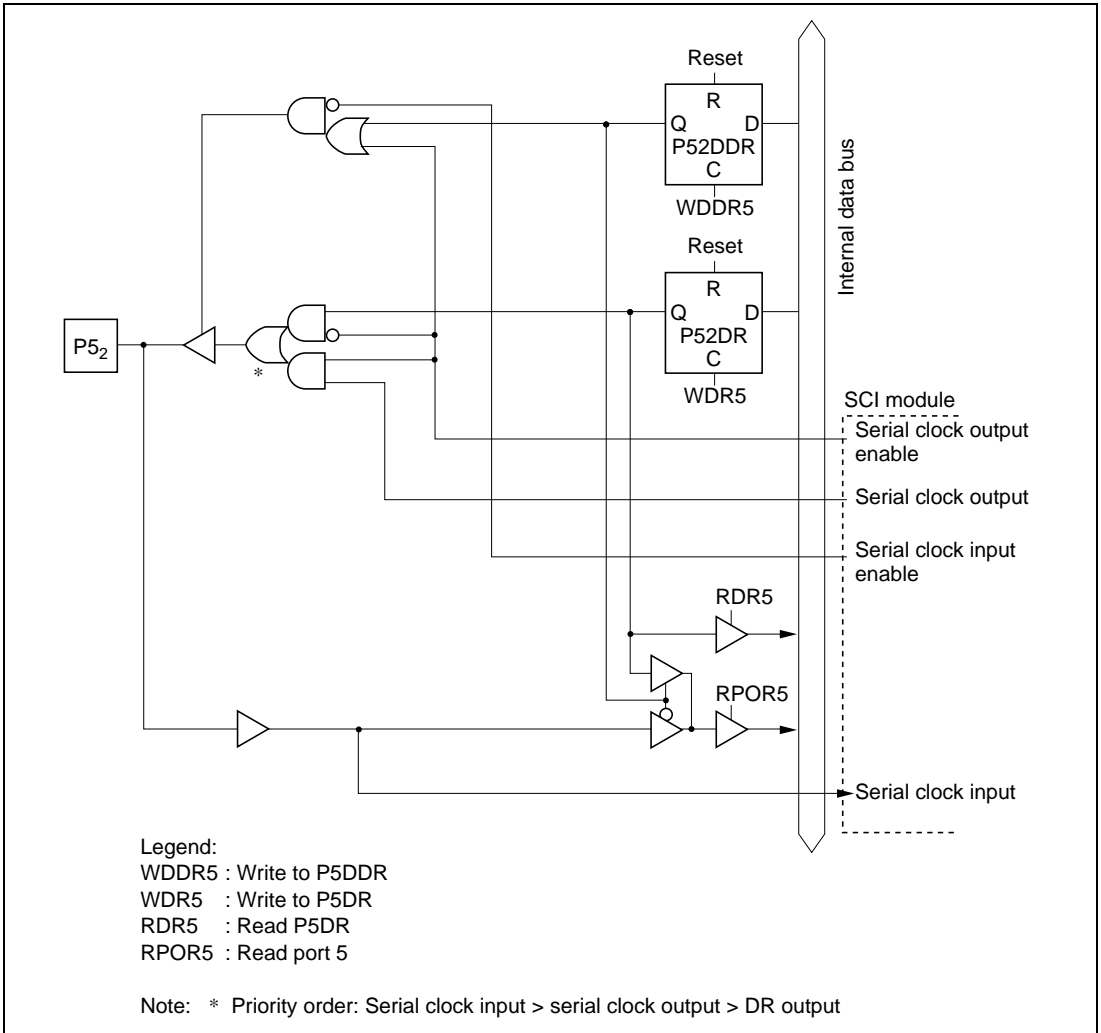 Reset
R
Q D
P52DDR
C
WDDR5
Internal data bus
Reset
R
Q D
P52DR
C
WDR5
P5₂
*
SCI module
Serial clock output
enable
Serial clock output
Serial clock input
enable
RDR5
RPOR5
Serial clock input
Legend:
WDDR5 : Write to P5DDR
WDR5 : Write to P5DR
RDR5 : Read P5DR
RPOR5 : Read port 5
Note: * Priority order: Serial clock input > serial clock output > DR output